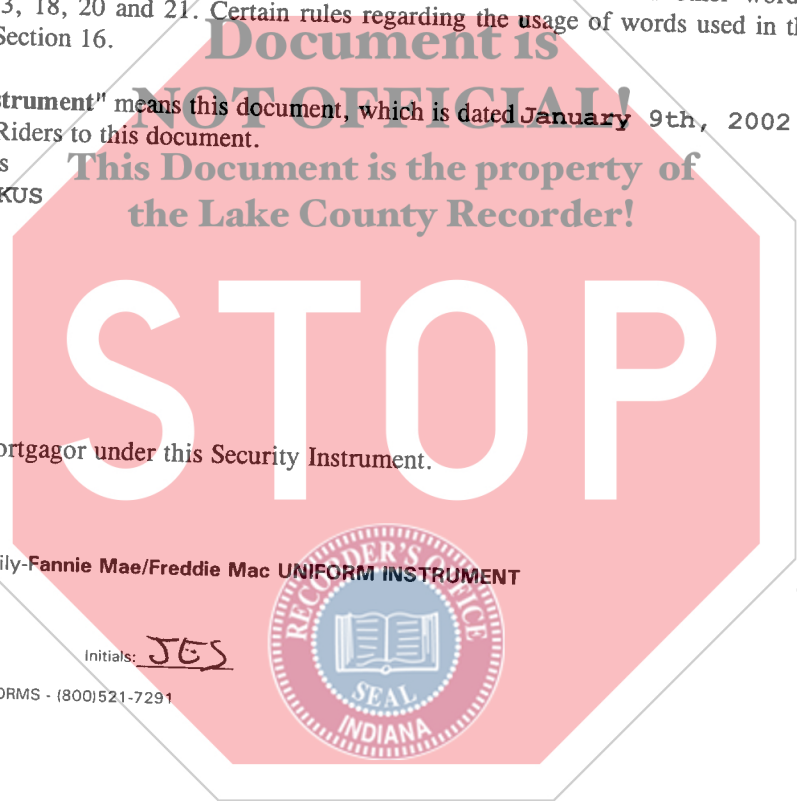 3, 18, 20 and 21. Certain rules regarding the usage of words used in th
Section 16.
Document is
NOT OFFICIAL!
This Document is the property of
the Lake County Recorder!
strument" means this document, which is dated January 9th, 2002
Riders to this document.
s
KUS
STOP
ortgagor under this Security Instrument.
ily-Fannie Mae/Freddie Mac UNIFORM INSTRUMENT
Initials: JES
ORMS - (800)521-7291
RECORDER'S OFFICE
SEAL
INDIANA